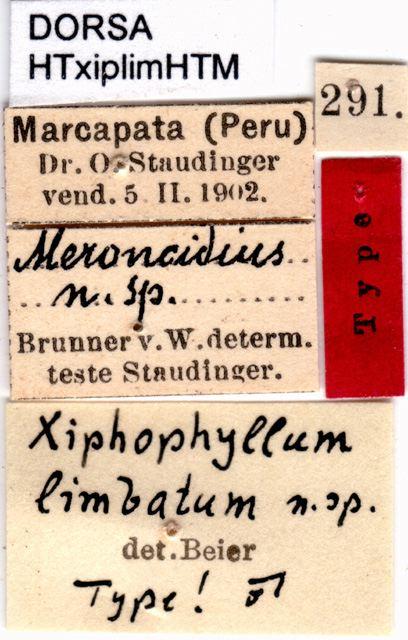 DORSA
HTxiplimHTM
291.
Marcapata (Peru)
Dr. O. Staudinger
vend. 5 II. 1902.
Type
Meroncidius
n. sp.
Brunner v. W. determ.
teste Staudinger.
Xiphophyllum
limbatum n. sp.
det. Beier
Type! ♂